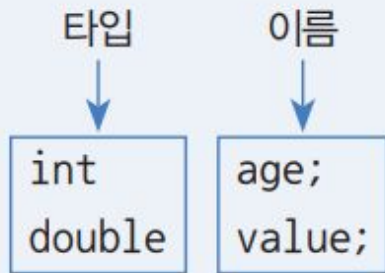 타입 이름
int age;
double value;